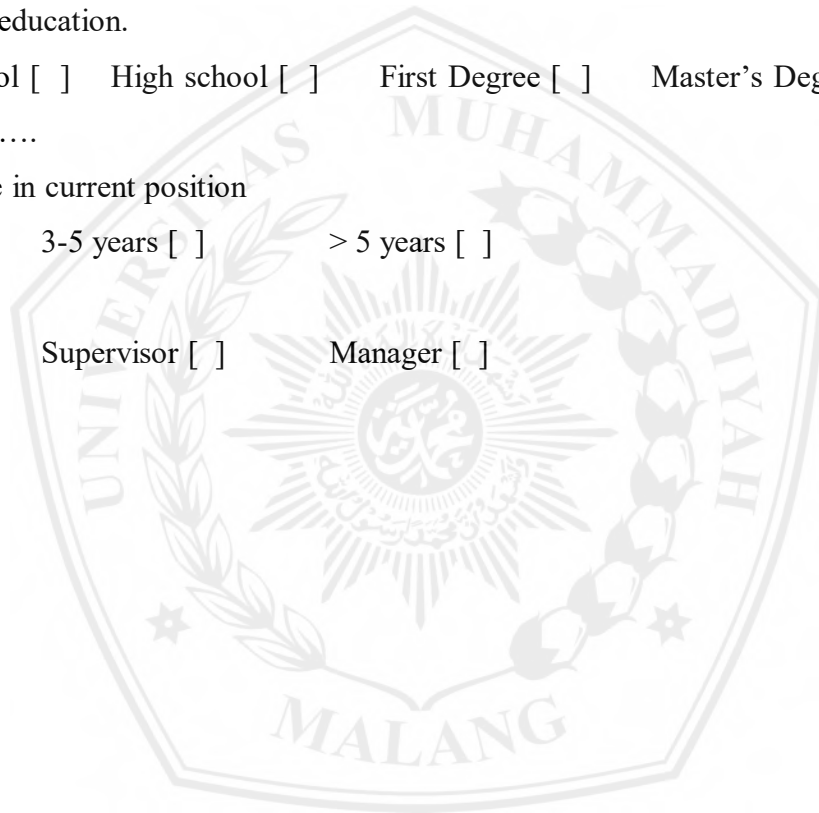 education.
ol [ ] High school [ ] First Degree [ ] Master’s Deg
….
e in current position
3-5 years [ ] > 5 years [ ]
Supervisor [ ] Manager [ ]
UNIVERSITAS MUHAMMADIYAH
MALANG